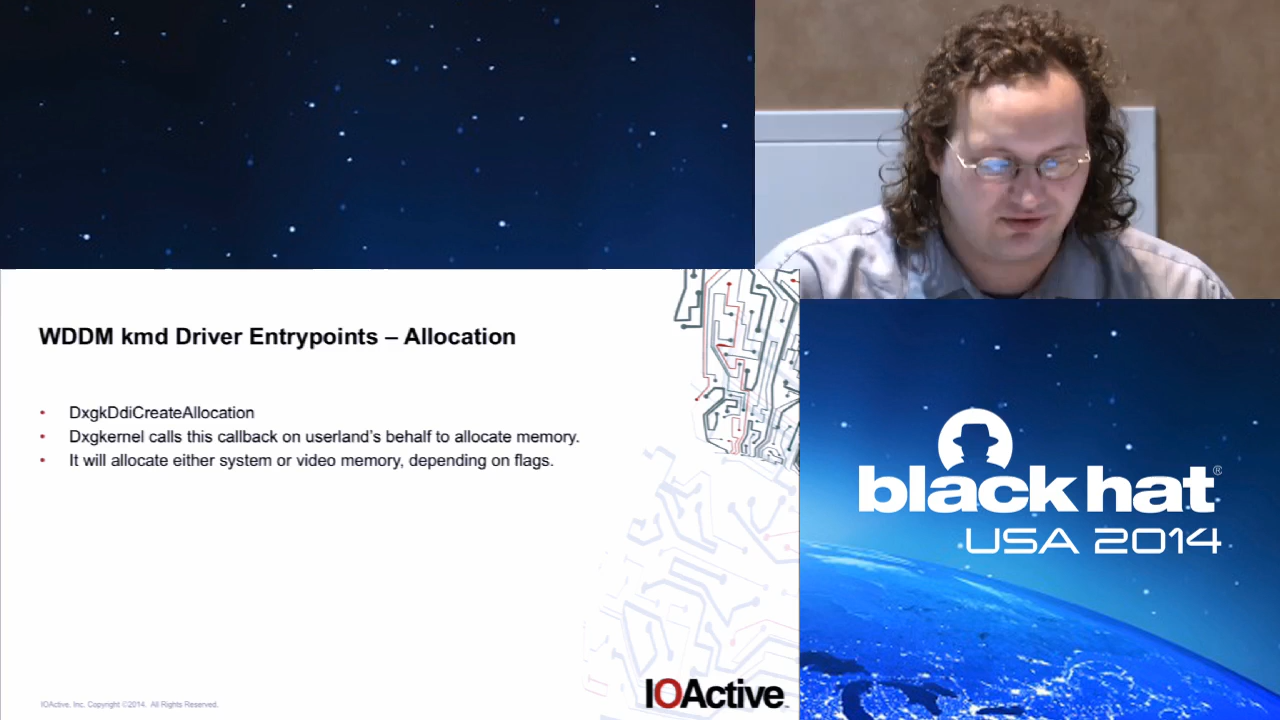 WDDM kmd Driver Entrypoints – Allocation
• DxgkDdiCreateAllocation
• Dxgkernel calls this callback on userland's behalf to allocate memory.
• It will allocate either system or video memory, depending on flags.
IOActive, Inc. Copyright ©2014. All Rights Reserved.
IOActive
black hat®
USA 2014